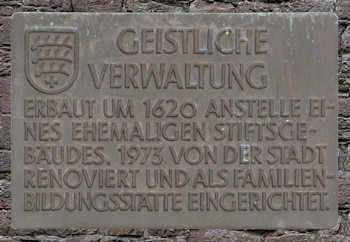 GEISTLICHE
VERWALTUNG
ERBAUT UM 1620 ANSTELLE EI-
NES EHEMALIGEN STIFTSGE-
BÄUDES. 1973 VON DER STADT
RENOVIERT UND ALS FAMILIEN-
BILDUNGSSTÄTTE EINGERICHTET.